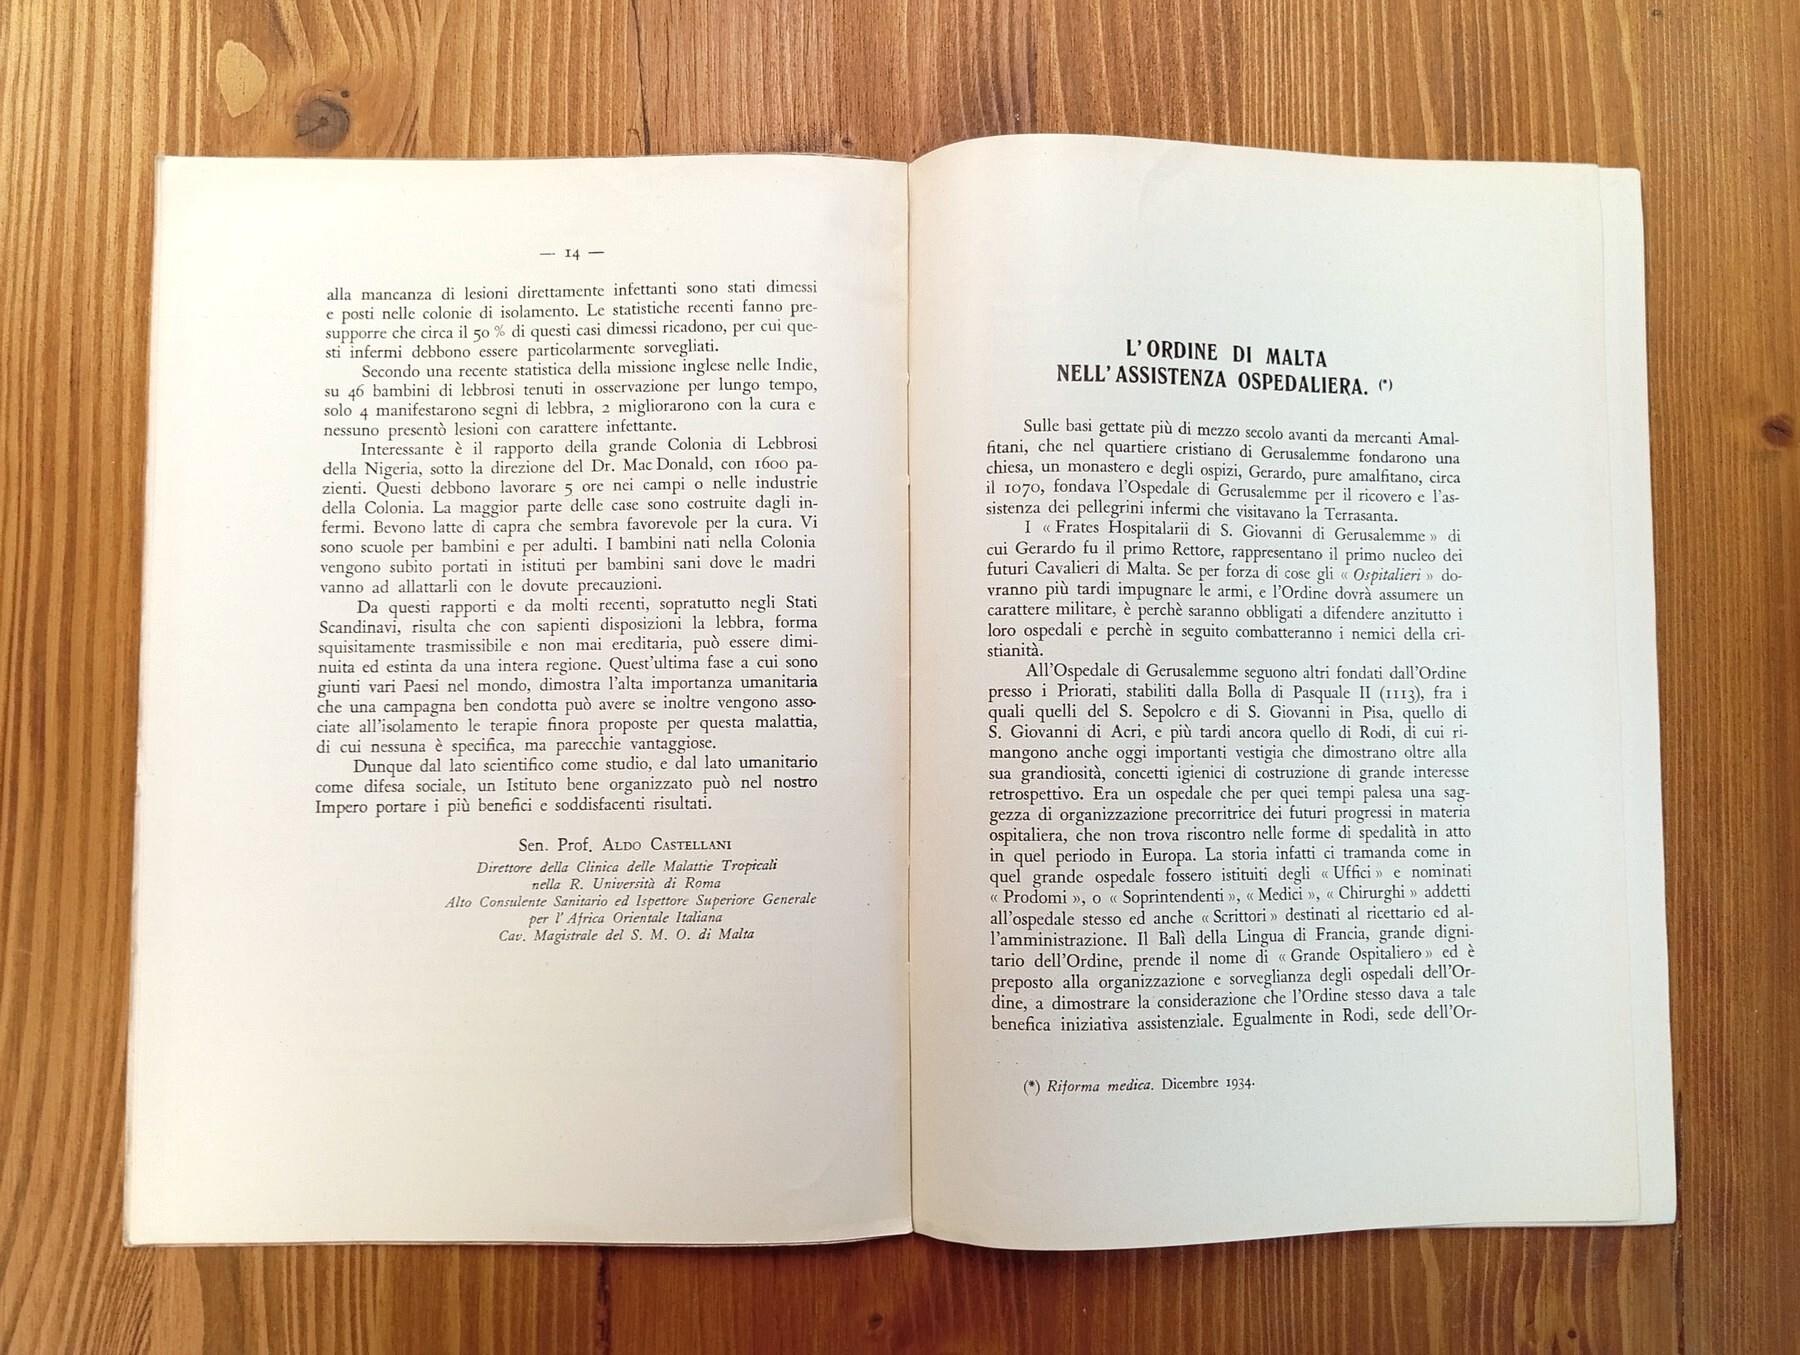 — 14 —
alla mancanza di lesioni direttamente infettanti sono stati dimessi
e posti nelle colonie di isolamento. Le statistiche recenti fanno pre-
supporre che circa il 50 % di questi casi dimessi ricadono, per cui que-
sti infermi debbono essere particolarmente sorvegliati.
Secondo una recente statistica della missione inglese nelle Indie,
su 46 bambini di lebbrosi tenuti in osservazione per lungo tempo,
solo 4 manifestarono segni di lebbra, 2 migliorarono con la cura e
nessuno presentò lesioni con carattere infettante.
Interessante è il rapporto della grande Colonia di Lebbrosi
della Nigeria, sotto la direzione del Dr. Mac Donald, con 1600 pa-
zienti. Questi debbono lavorare 5 ore nei campi o nelle industrie
della Colonia. La maggior parte delle case sono costruite dagli in-
fermi. Bevono latte di capra che sembra favorevole per la cura. Vi
sono scuole per bambini e per adulti. I bambini nati nella Colonia
vengono subito portati in istituti per bambini sani dove le madri
vanno ad allattarli con le dovute precauzioni.
Da questi rapporti e da molti recenti, sopratutto negli Stati
Scandinavi, risulta che con sapienti disposizioni la lebbra, forma
squisitamente trasmissibile e non mai ereditaria, può essere dimi-
nuita ed estinta da una intera regione. Quest'ultima fase a cui sono
giunti vari Paesi nel mondo, dimostra l'alta importanza umanitaria
che una campagna ben condotta può avere se inoltre vengono asso-
ciate all'isolamento le terapie finora proposte per questa malattia,
di cui nessuna è specifica, ma parecchie vantaggiose.
Dunque dal lato scientifico come studio, e dal lato umanitario
come difesa sociale, un Istituto bene organizzato può nel nostro
Impero portare i più benefici e soddisfacenti risultati.
Sen. Prof. ALDO CASTELLANI
Direttore della Clinica delle Malattie Tropicali
nella R. Università di Roma
Alto Consulente Sanitario ed Ispettore Superiore Generale
per l'Africa Orientale Italiana
Cav. Magistrale del S. M. O. di Malta
L'ORDINE DI MALTA
NELL'ASSISTENZA OSPEDALIERA. (*)
Sulle basi gettate più di mezzo secolo avanti da mercanti Amal-
fitani, che nel quartiere cristiano di Gerusalemme fondarono una
chiesa, un monastero e degli ospizi, Gerardo, pure amalfitano, circa
il 1070, fondava l'Ospedale di Gerusalemme per il ricovero e l'as-
sistenza dei pellegrini infermi che visitavano la Terrasanta.
I « Frates Hospitalarii di S. Giovanni di Gerusalemme » di
cui Gerardo fu il primo Rettore, rappresentano il primo nucleo dei
futuri Cavalieri di Malta. Se per forza di cose gli « Ospitalieri » do-
vranno più tardi impugnare le armi, e l'Ordine dovrà assumere un
carattere militare, è perchè saranno obbligati a difendere anzitutto i
loro ospedali e perchè in seguito combatteranno i nemici della cri-
stianità.
All'Ospedale di Gerusalemme seguono altri fondati dall'Ordine
presso i Priorati, stabiliti dalla Bolla di Pasquale II (1113), fra i
quali quelli del S. Sepolcro e di S. Giovanni in Pisa, quello di
S. Giovanni di Acri, e più tardi ancora quello di Rodi, di cui ri-
mangono anche oggi importanti vestigia che dimostrano oltre alla
sua grandiosità, concetti igienici di costruzione di grande interesse
retrospettivo. Era un ospedale che per quei tempi palesa una sag-
gezza di organizzazione precorritrice dei futuri progressi in materia
ospitaliera, che non trova riscontro nelle forme di spedalità in atto
in quel periodo in Europa. La storia infatti ci tramanda come in
quel grande ospedale fossero istituiti degli « Uffici » e nominati
« Prodomi », o « Soprintendenti », « Medici », « Chirurghi » addetti
all'ospedale stesso ed anche « Scrittori » destinati al ricettario ed al-
l'amministrazione. Il Balì della Lingua di Francia, grande digni-
tario dell'Ordine, prende il nome di « Grande Ospitaliero » ed è
preposto alla organizzazione e sorveglianza degli ospedali dell'Or-
dine, a dimostrare la considerazione che l'Ordine stesso dava a tale
benefica iniziativa assistenziale. Egualmente in Rodi, sede dell'Or-
(*) Riforma medica. Dicembre 1934.